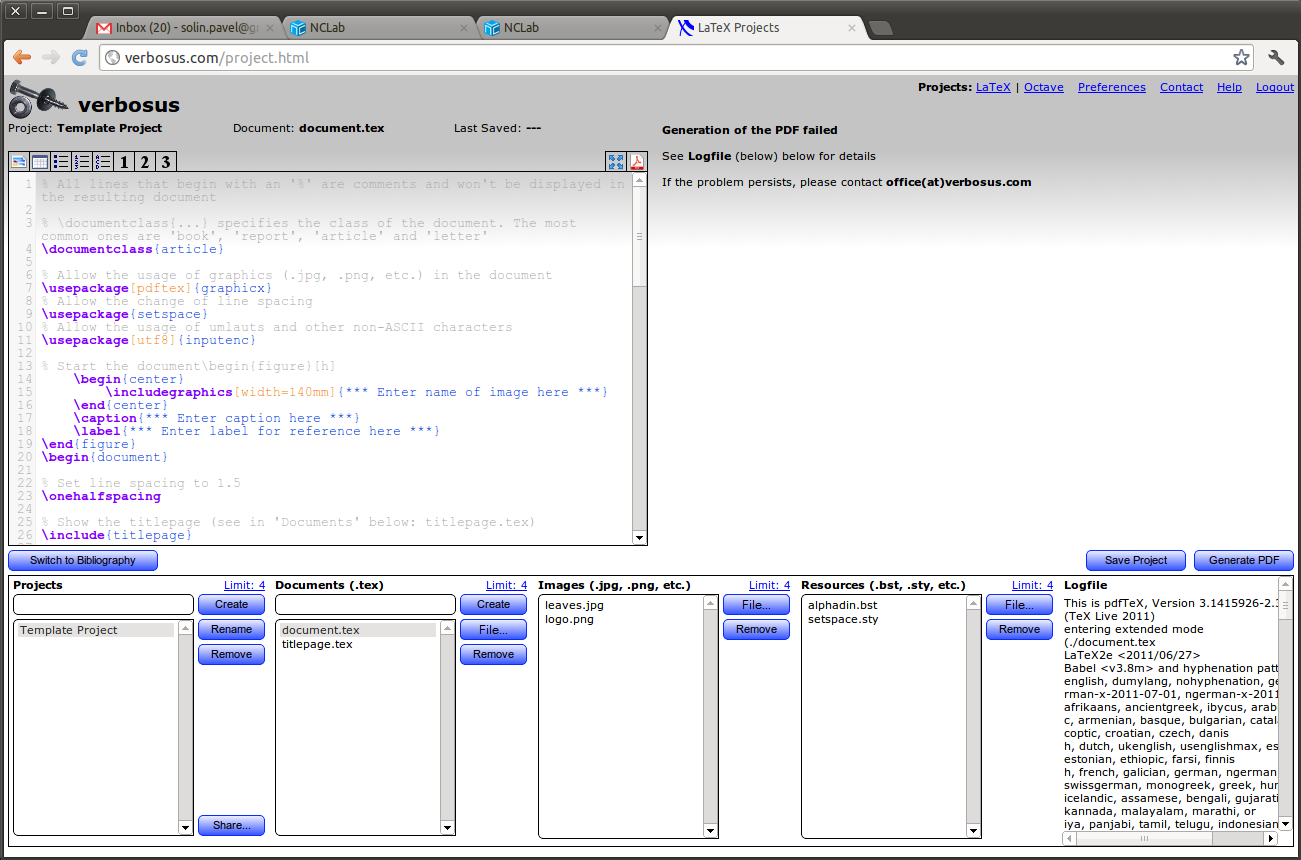 Inbox (20) - solin.pavel@g
NCLab
NCLab
LaTeX Projects
verbosus.com/project.html
verbosus
Projects: LaTeX | Octave Preferences Contact Help Logout
Project: Template Project
Document: document.tex
Last Saved: ---
1 2 3
1 % All lines that begin with an '%' are comments and won't be displayed in
the resulting document
2
3 % \documentclass{...} specifies the class of the document. The most
common ones are 'book', 'report', 'article' and 'letter'
4 \documentclass{article}
5
6 % Allow the usage of graphics (.jpg, .png, etc.) in the document
7 \usepackage[pdftex]{graphicx}
8 % Allow the change of line spacing
9 \usepackage{setspace}
10 % Allow the usage of umlauts and other non-ASCII characters
11 \usepackage[utf8]{inputenc}
12
13 % Start the document\begin{figure}[h]
14 \begin{center}
15 \includegraphics[width=140mm]{*** Enter name of image here ***}
16 \end{center}
17 \caption{*** Enter caption here ***}
18 \label{*** Enter label for reference here ***}
19 \end{figure}
20 \begin{document}
21
22 % Set line spacing to 1.5
23 \onehalfspacing
24
25 % Show the titlepage (see in 'Documents' below: titlepage.tex)
26 \include{titlepage}
Generation of the PDF failed
See Logfile (below) below for details
If the problem persists, please contact office(at)verbosus.com
Switch to Bibliography
Save Project
Generate PDF
Projects
Limit: 4
Create
Template Project
Rename
Remove
Share...
Documents (.tex)
Limit: 4
Create
document.tex
titlepage.tex
File...
Remove
Images (.jpg, .png, etc.)
Limit: 4
leaves.jpg
logo.png
File...
Remove
Resources (.bst, .sty, etc.)
Limit: 4
alphadin.bst
setspace.sty
File...
Remove
Logfile
This is pdfTeX, Version 3.1415926-2.3
(TeX Live 2011)
entering extended mode
(./document.tex
LaTeX2e <2011/06/27>
Babel <v3.8m> and hyphenation patt
english, dumylang, nohyphenation, ge
rman-x-2011-07-01, ngerman-x-2011
afrikaans, ancientgreek, ibycus, arab
c, armenian, basque, bulgarian, catal
coptic, croatian, czech, danis
h, dutch, ukenglish, usenglishmax, es
estonian, ethiopic, farsi, finnis
h, french, galician, german, ngerman
swissgerman, monogreek, greek, hun
icelandic, assamese, bengali, gujarati
kannada, malayalam, marathi, or
iya, panjabi, tamil, telugu, indonesian